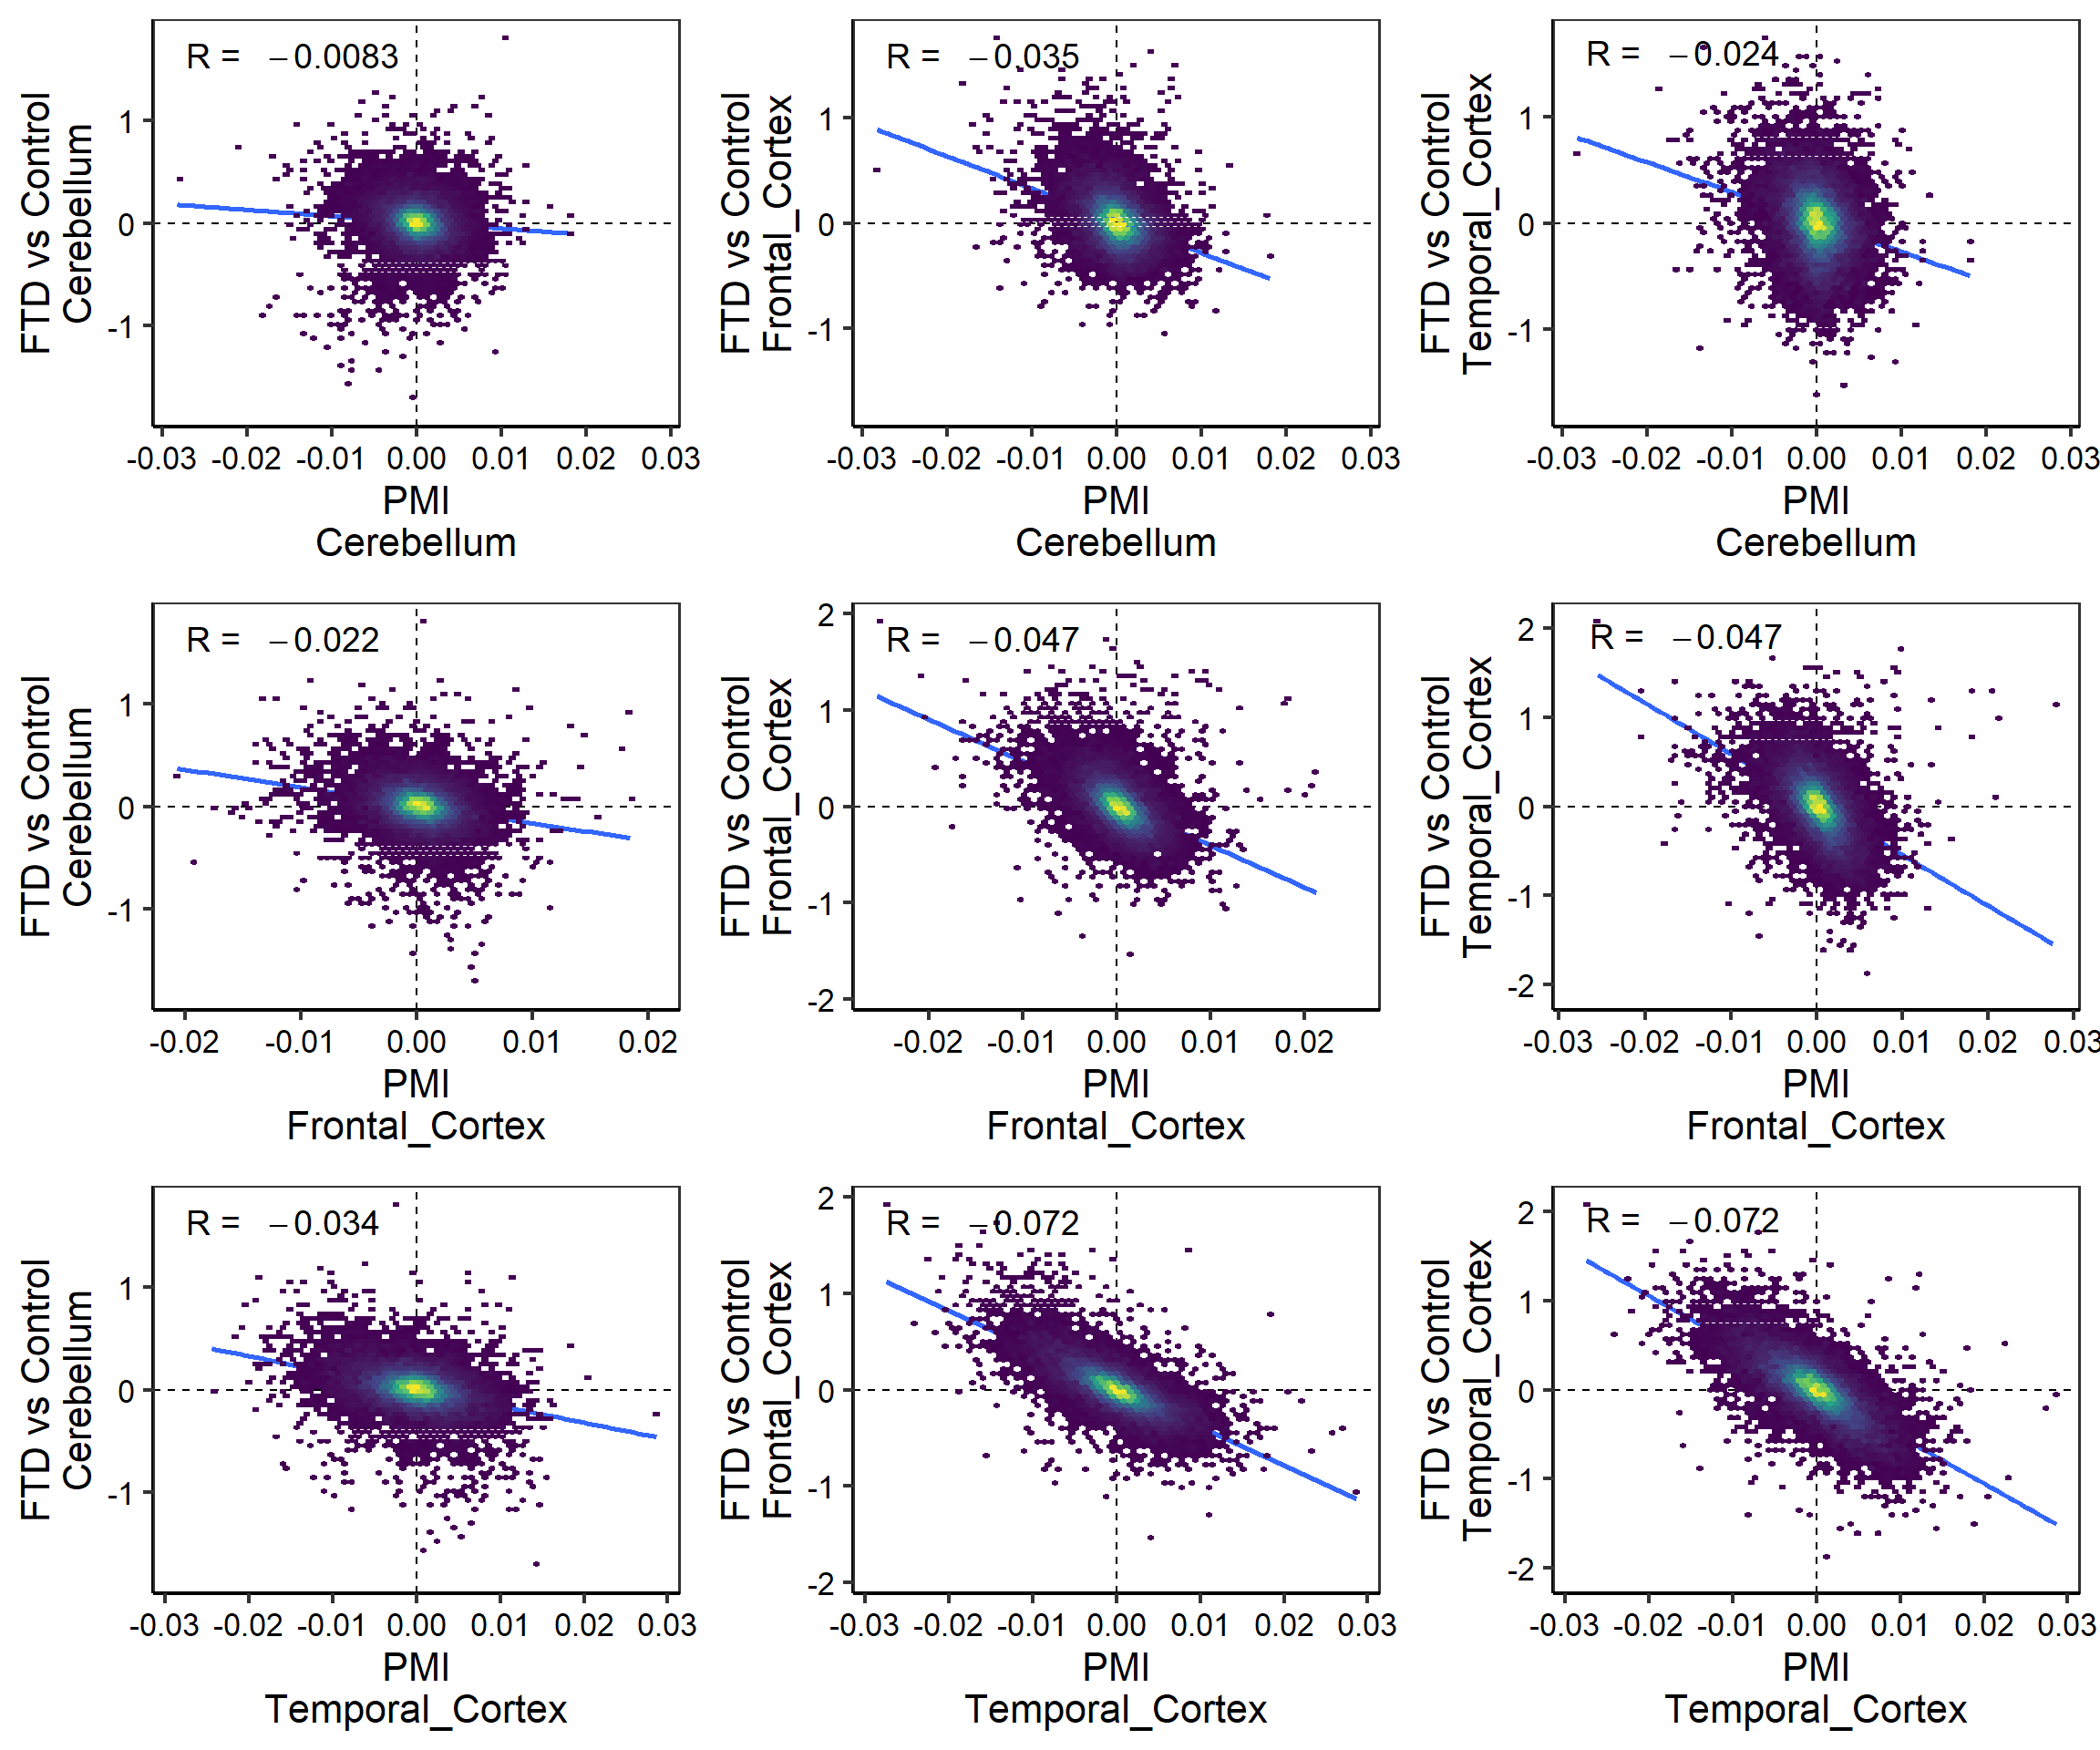 R = −0.0083
FTD vs Control
Cerebellum
1
0
-1
-0.03 -0.02 -0.01 0.00 0.01 0.02 0.03
PMI
Cerebellum
R = −0.035
FTD vs Control
Frontal_Cortex
1
0
-1
-0.03 -0.02 -0.01 0.00 0.01 0.02 0.03
PMI
Cerebellum
R = −0.024
FTD vs Control
Temporal_Cortex
1
0
-1
-0.03 -0.02 -0.01 0.00 0.01 0.02 0.03
PMI
Cerebellum
R = −0.022
FTD vs Control
Cerebellum
1
0
-1
-0.02 -0.01 0.00 0.01 0.02
PMI
Frontal_Cortex
R = −0.047
FTD vs Control
Frontal_Cortex
2
1
0
-1
-2
-0.02 -0.01 0.00 0.01 0.02
PMI
Frontal_Cortex
R = −0.047
FTD vs Control
Temporal_Cortex
2
1
0
-1
-2
-0.03 -0.02 -0.01 0.00 0.01 0.02 0.03
PMI
Frontal_Cortex
R = −0.034
FTD vs Control
Cerebellum
1
0
-1
-0.03 -0.02 -0.01 0.00 0.01 0.02 0.03
PMI
Temporal_Cortex
R = −0.072
FTD vs Control
Frontal_Cortex
2
1
0
-1
-2
-0.03 -0.02 -0.01 0.00 0.01 0.02 0.03
PMI
Temporal_Cortex
R = −0.072
FTD vs Control
Temporal_Cortex
2
1
0
-1
-2
-0.03 -0.02 -0.01 0.00 0.01 0.02 0.03
PMI
Temporal_Cortex